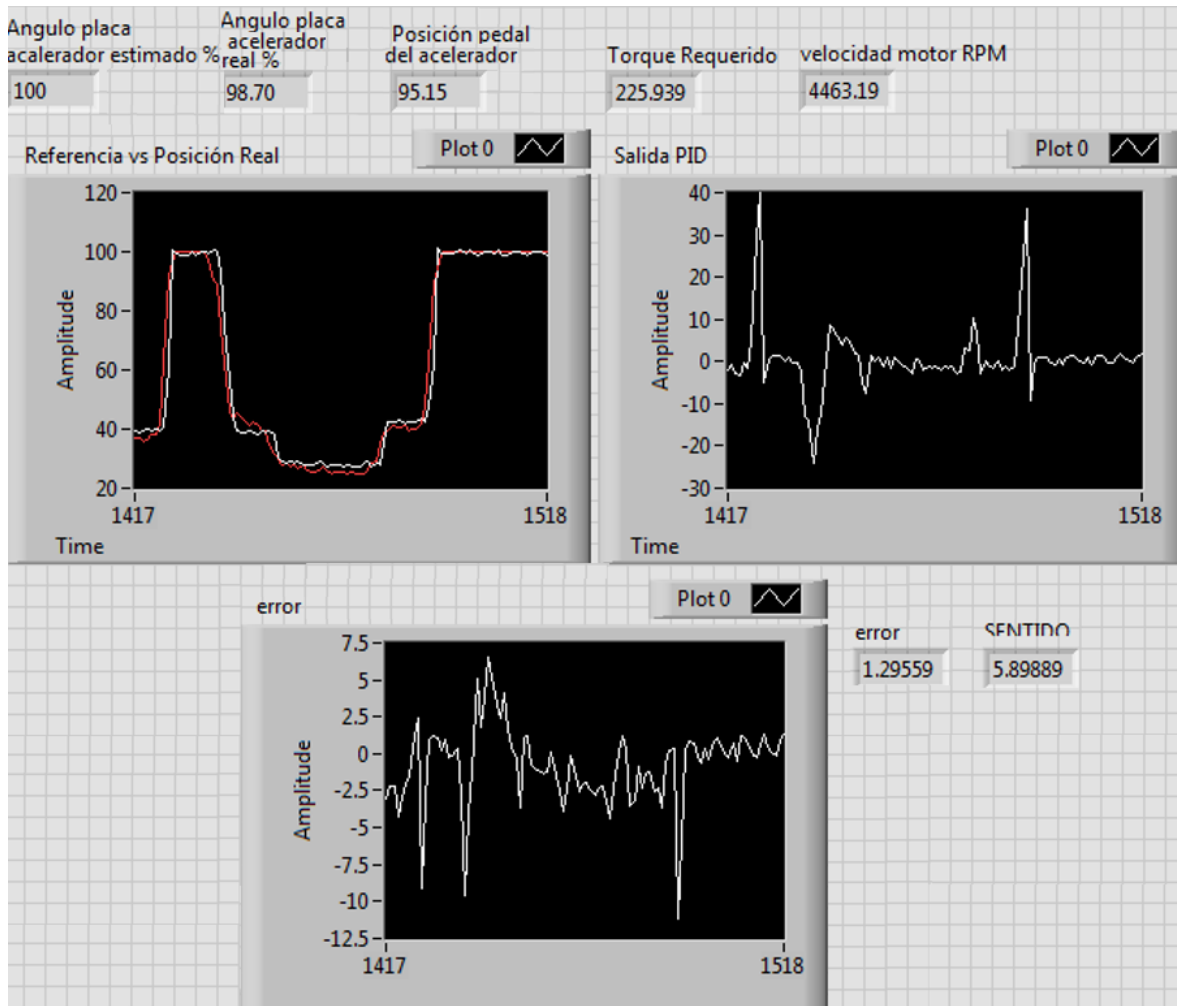 Angulo placa
acalerador estimado %
100
Angulo placa
acelerador
real %
98.70
Posición pedal
del acelerador
95.15
Torque Requerido
225.939
velocidad motor RPM
4463.19
Referencia vs Posición Real
Plot 0
120
100
80
60
40
20
Amplitude
1417
1518
Time
Salida PID
Plot 0
40
30
20
10
0
-10
-20
-30
Amplitude
1417
1518
Time
error
Plot 0
7.5
5
2.5
0
-2.5
-5
-7.5
-10
-12.5
Amplitude
1417
1518
error
1.29559
SENTIDO
5.89889